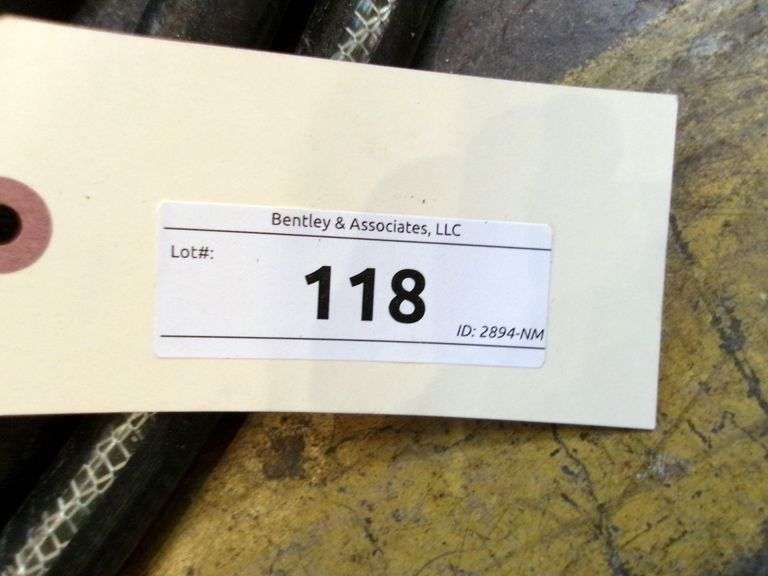 Bentley & Associates, LLC
Lot#:
118
ID: 2894-NM